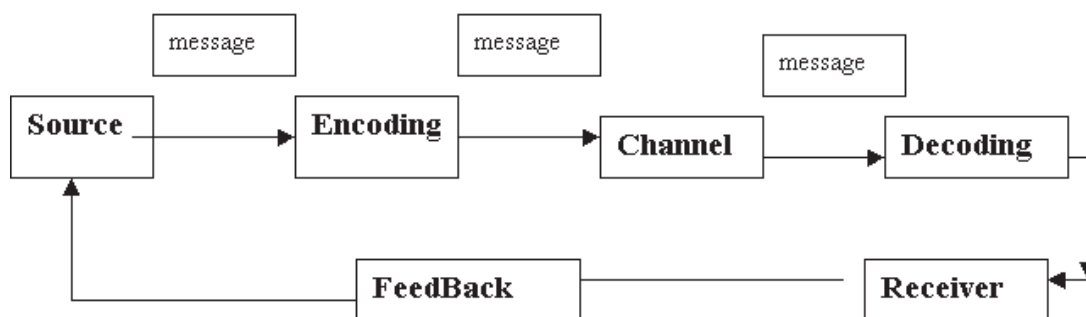 message
message
message
Source
Encoding
Channel
Decoding
FeedBack
Receiver